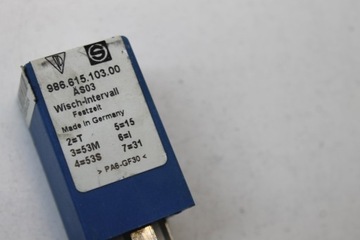 986.615.103.00
AS03
Wisch-Intervall
Festzeit
Made in Germany
2=T 5=15
3=53M 6=I
4=53S 7=31
> PA6-GF30 <